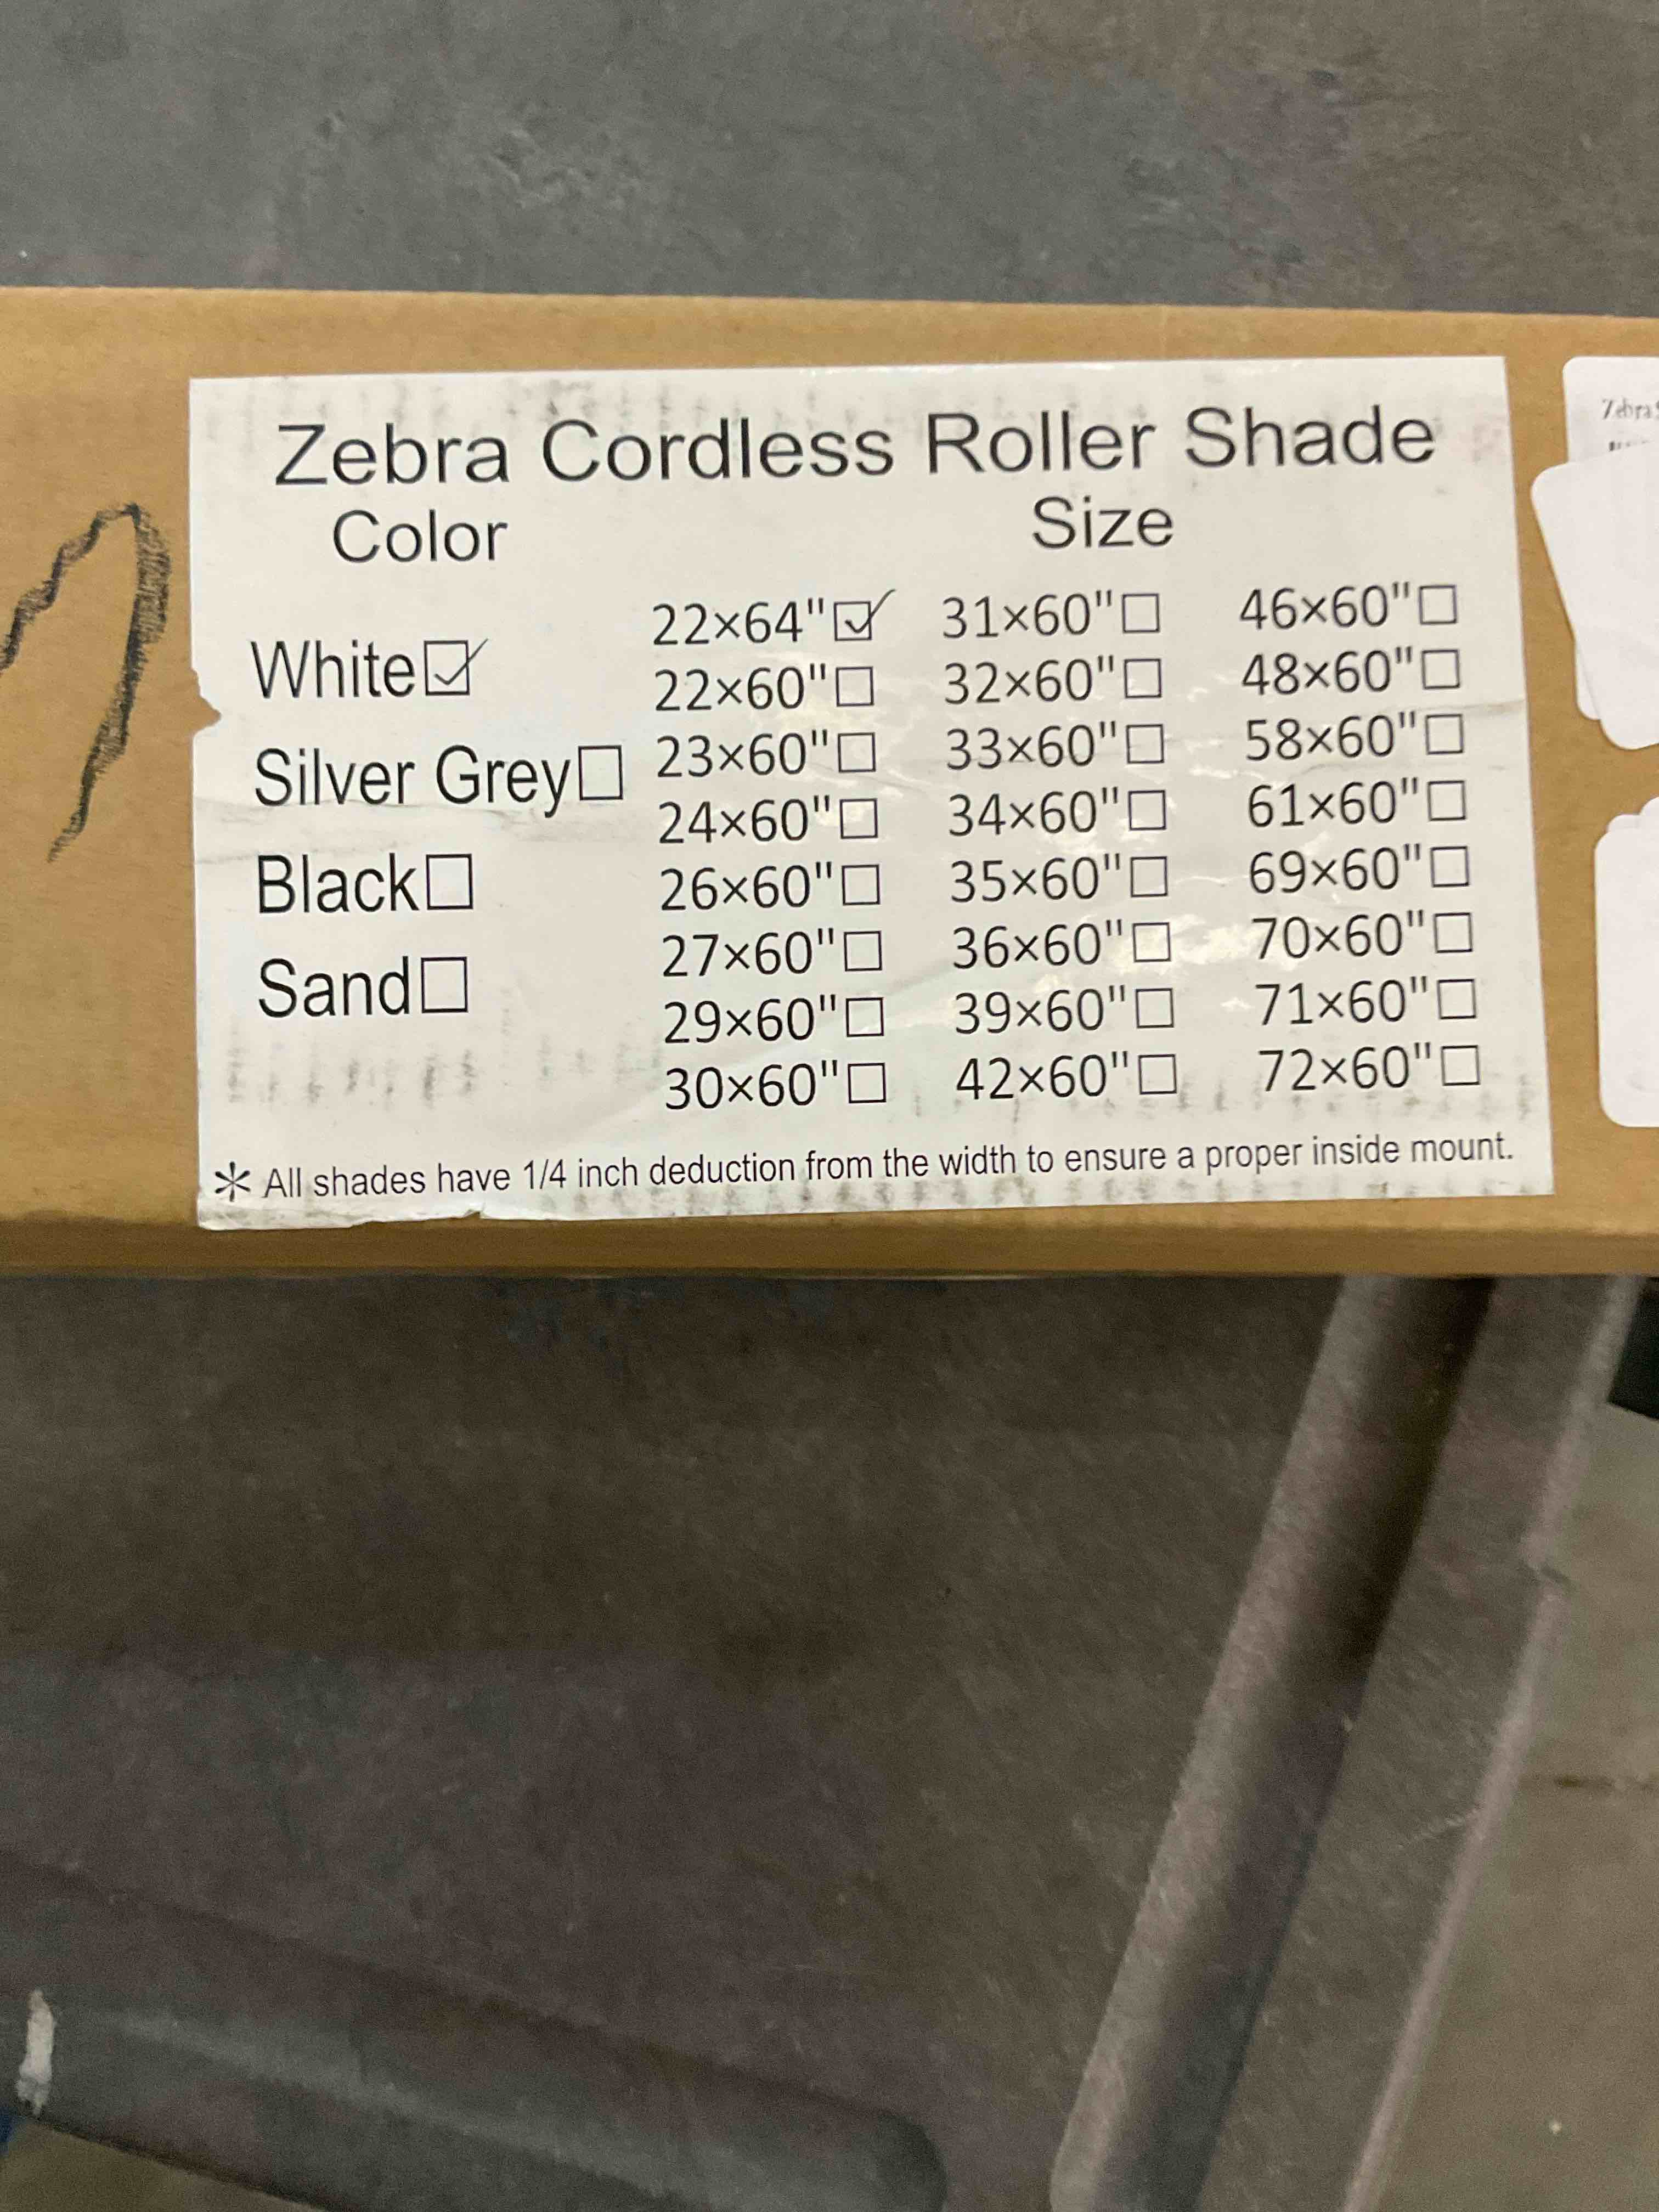 Zebra Cordless Roller Shade
Color Size
White☑
Silver Grey☐
Black☐
Sand☐
22×64"☑ 31×60"☐ 46×60"☐
22×60"☐ 32×60"☐ 48×60"☐
23×60"☐ 33×60"☐ 58×60"☐
24×60"☐ 34×60"☐ 61×60"☐
26×60"☐ 35×60"☐ 69×60"☐
27×60"☐ 36×60"☐ 70×60"☐
29×60"☐ 39×60"☐ 71×60"☐
30×60"☐ 42×60"☐ 72×60"☐
* All shades have 1/4 inch deduction from the width to ensure a proper inside mount.
Zebra